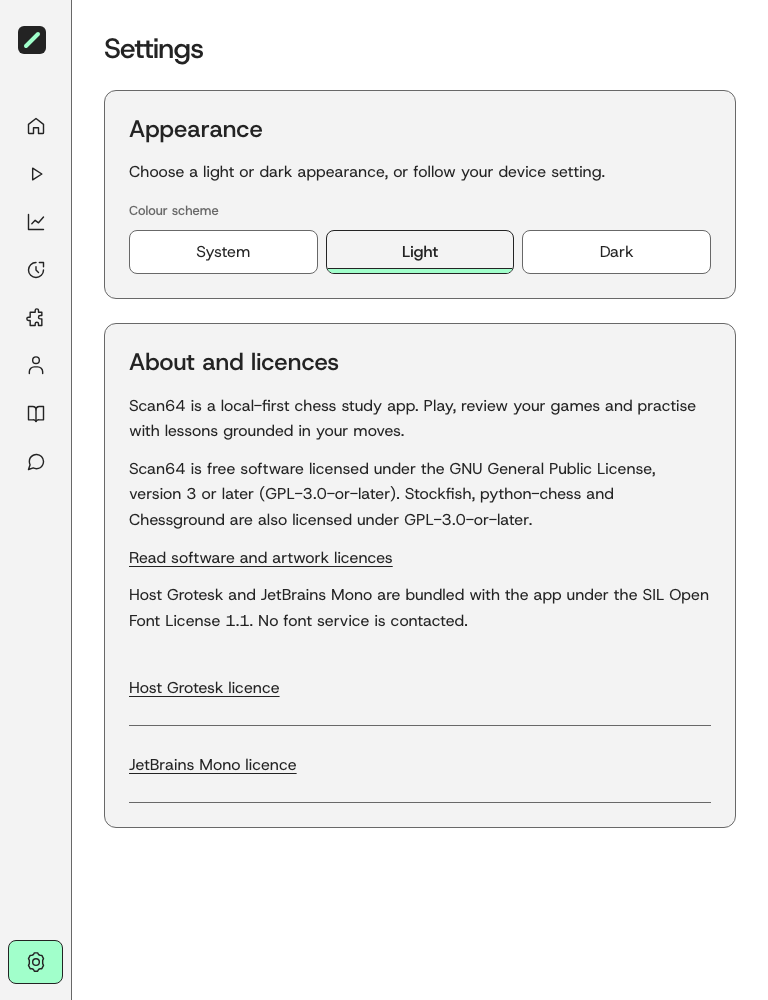 Settings
Appearance
Choose a light or dark appearance, or follow your device setting.
Colour scheme
System
Light
Dark
About and licences
Scan64 is a local-first chess study app. Play, review your games and practise
with lessons grounded in your moves.
Scan64 is free software licensed under the GNU General Public License,
version 3 or later (GPL-3.0-or-later). Stockfish, python-chess and
Chessground are also licensed under GPL-3.0-or-later.
Read software and artwork licences
Host Grotesk and JetBrains Mono are bundled with the app under the SIL Open
Font License 1.1. No font service is contacted.
Host Grotesk licence
JetBrains Mono licence